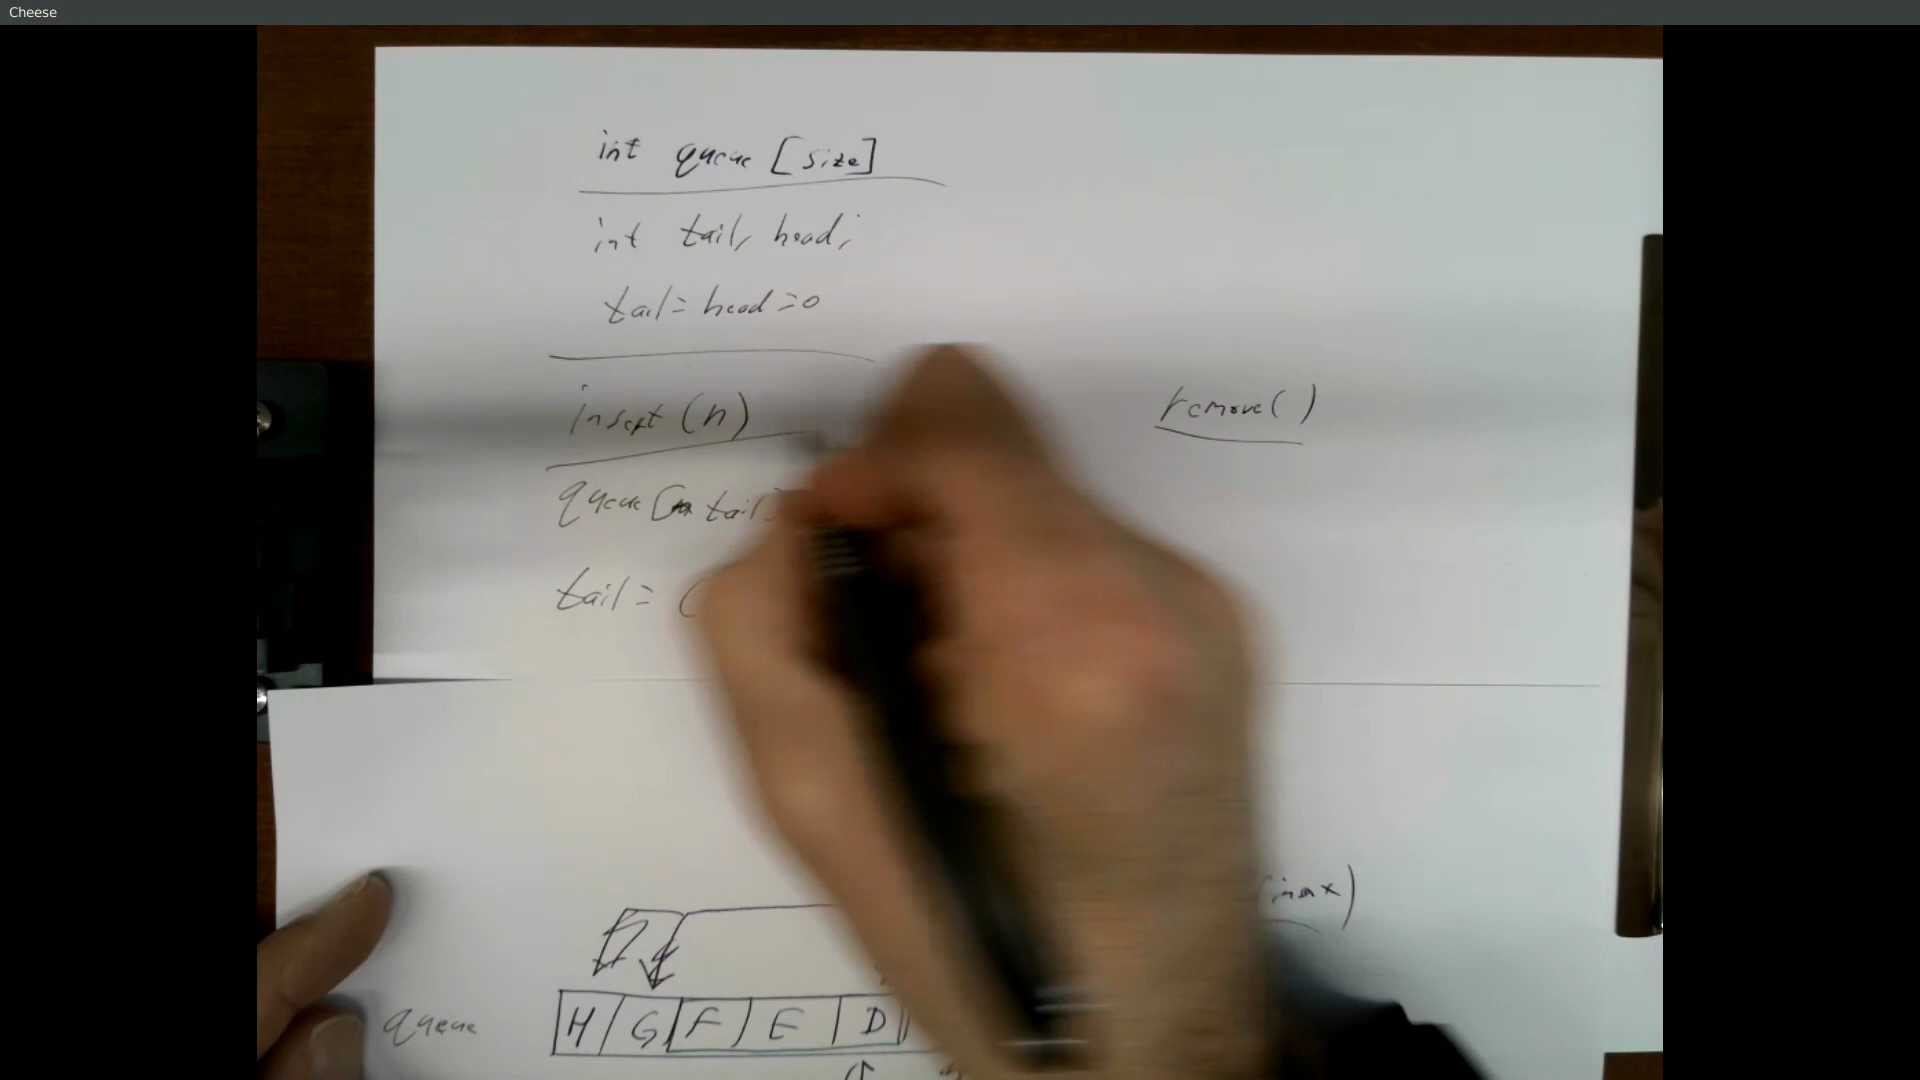 Cheese
int queue [size]
int tail, head;
tail = head = 0
insert (n)
remove( )
queue[ tail]
tail = (
max)
queue H G F E D